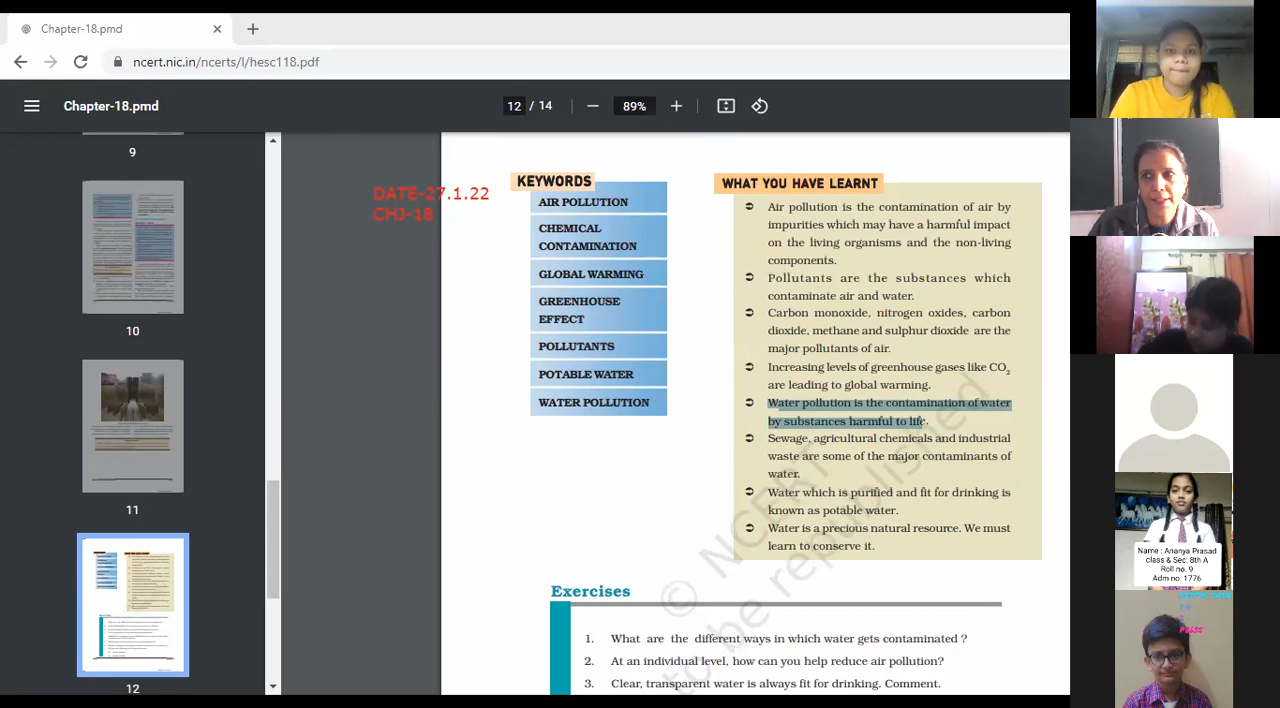 Chapter-18.pmd
ncert.nic.in/ncerts/l/hesc118.pdf
Chapter-18.pmd
12 / 14
89%
9
10
11
12
DATE-27.1.22
CHJ-18
KEYWORDS
AIR POLLUTION
CHEMICAL
CONTAMINATION
GLOBAL WARMING
GREENHOUSE
EFFECT
POLLUTANTS
POTABLE WATER
WATER POLLUTION
WHAT YOU HAVE LEARNT
Air pollution is the contamination of air by
impurities which may have a harmful impact
on the living organisms and the non-living
components.
Pollutants are the substances which
contaminate air and water.
Carbon monoxide, nitrogen oxides, carbon
dioxide, methane and sulphur dioxide are the
major pollutants of air.
Increasing levels of greenhouse gases like CO₂
are leading to global warming.
Water pollution is the contamination of water
by substances harmful to life.
Sewage, agricultural chemicals and industrial
waste are some of the major contaminants of
water.
Water which is purified and fit for drinking is
known as potable water.
Water is a precious natural resource. We must
learn to conserve it.
© NCERT
to be republished
Exercises
1. What are the different ways in which water gets contaminated ?
2. At an individual level, how can you help reduce air pollution?
3. Clear, transparent water is always fit for drinking. Comment.
Name : Ananya Prasad
class & Sec: 8th A
Roll no. 9
Adm no 1776